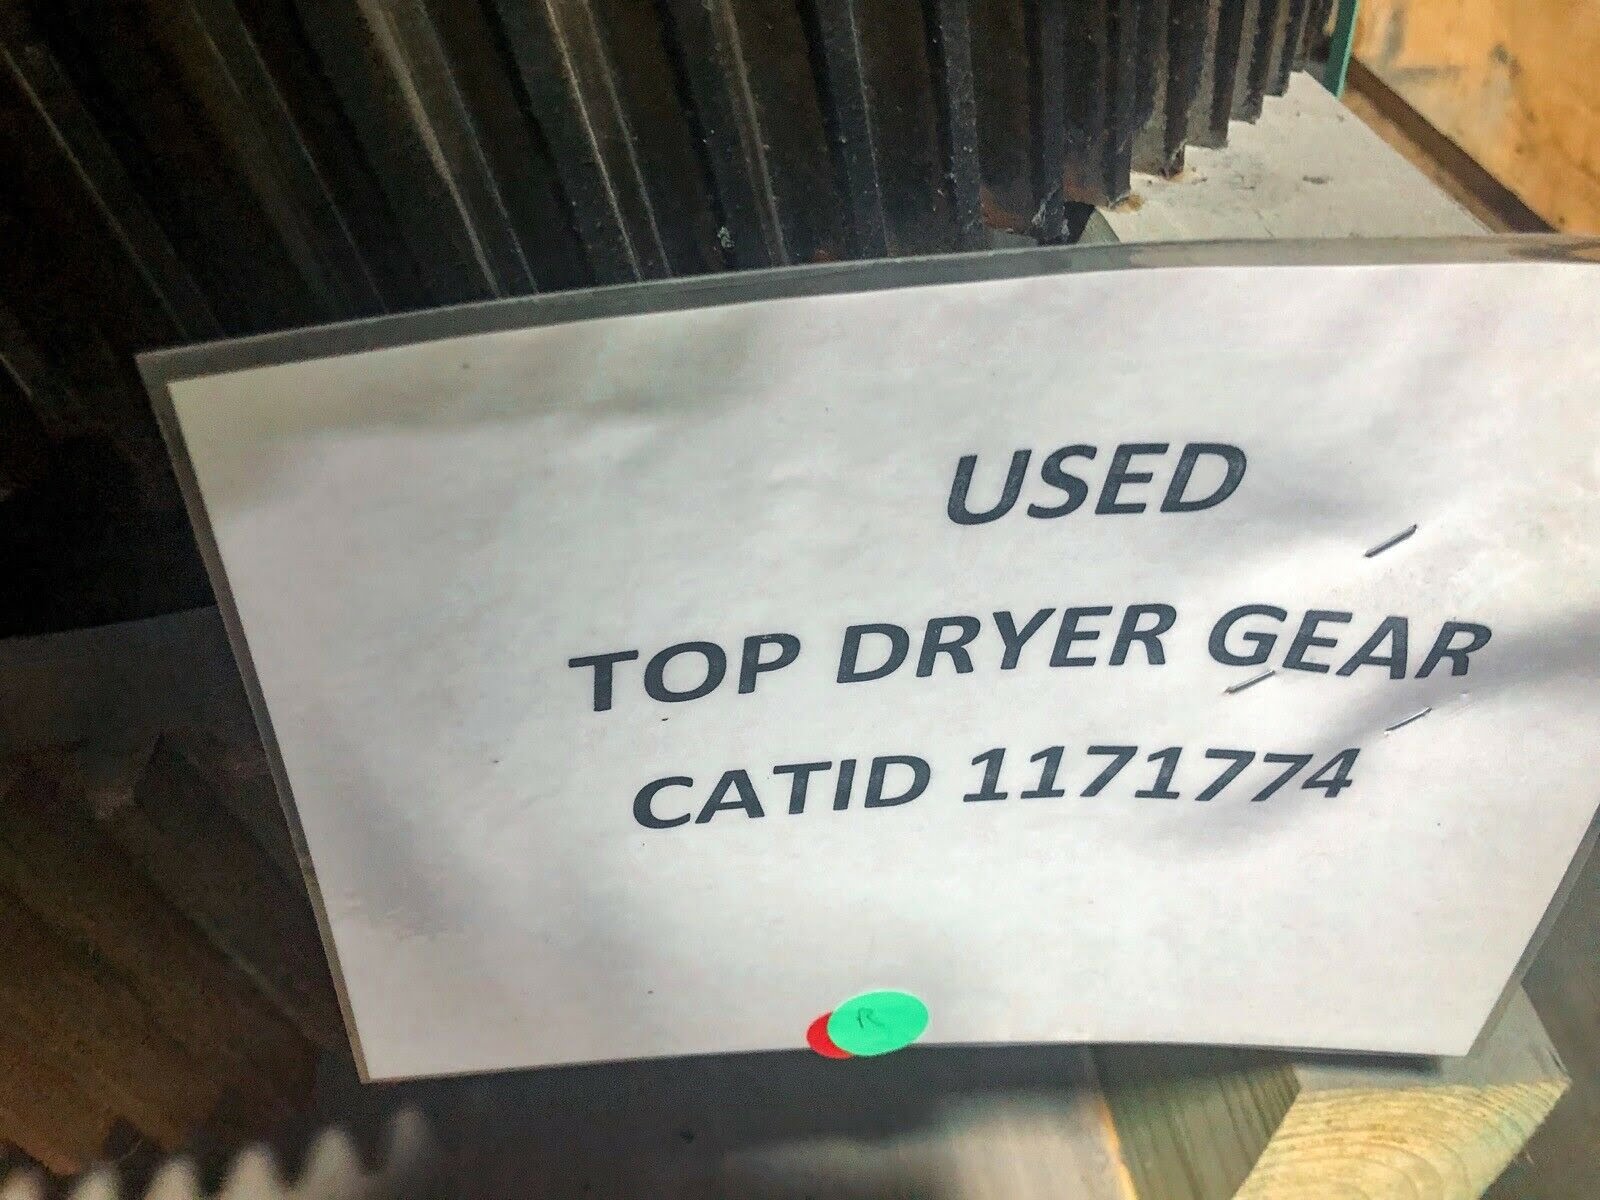 USED
TOP DRYER GEAR
CATID 1171774
R